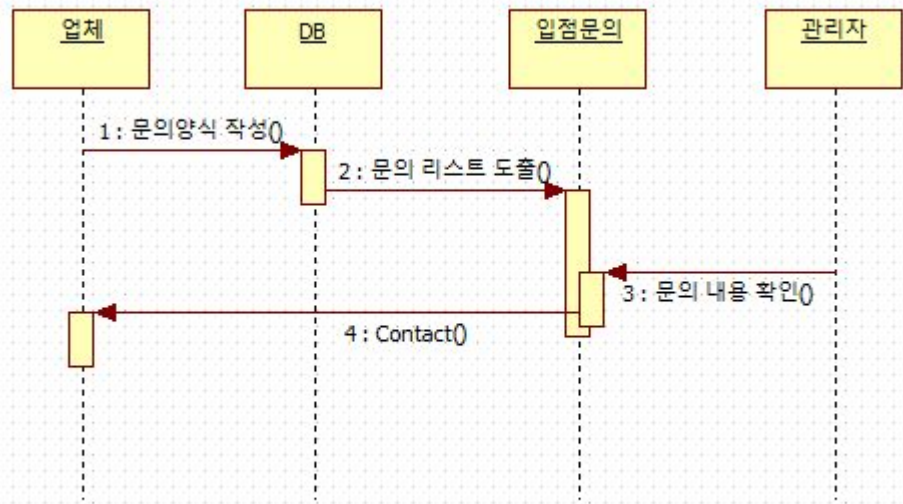 업체
DB
입점문의
관리자
1 : 문의양식 작성()
2 : 문의 리스트 도출()
3 : 문의 내용 확인()
4 : Contact()